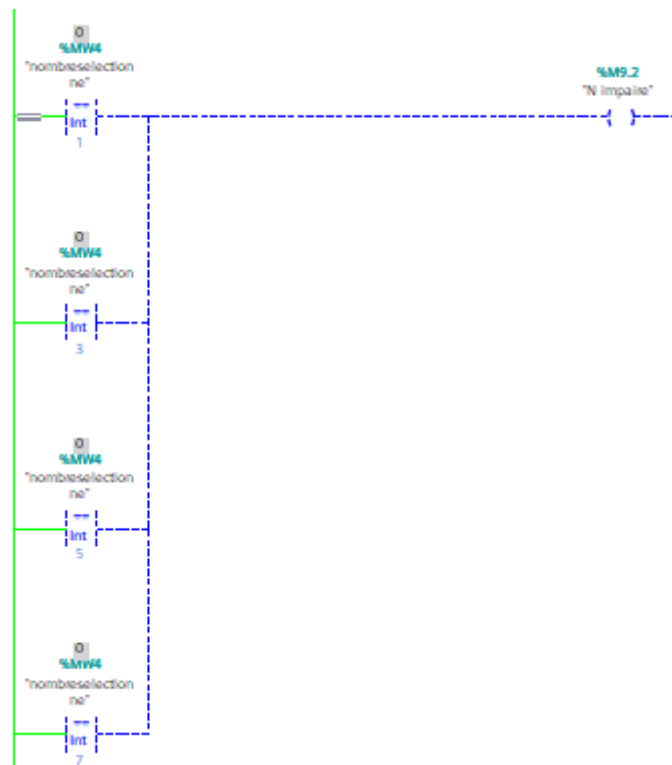 0
%MW4
"nombreselection
ne"
%M9.2
"N impaire"
==
Int
1
0
%MW4
"nombreselection
ne"
==
Int
3
0
%MW4
"nombreselection
ne"
==
Int
5
0
%MW4
"nombreselection
ne"
==
Int
7